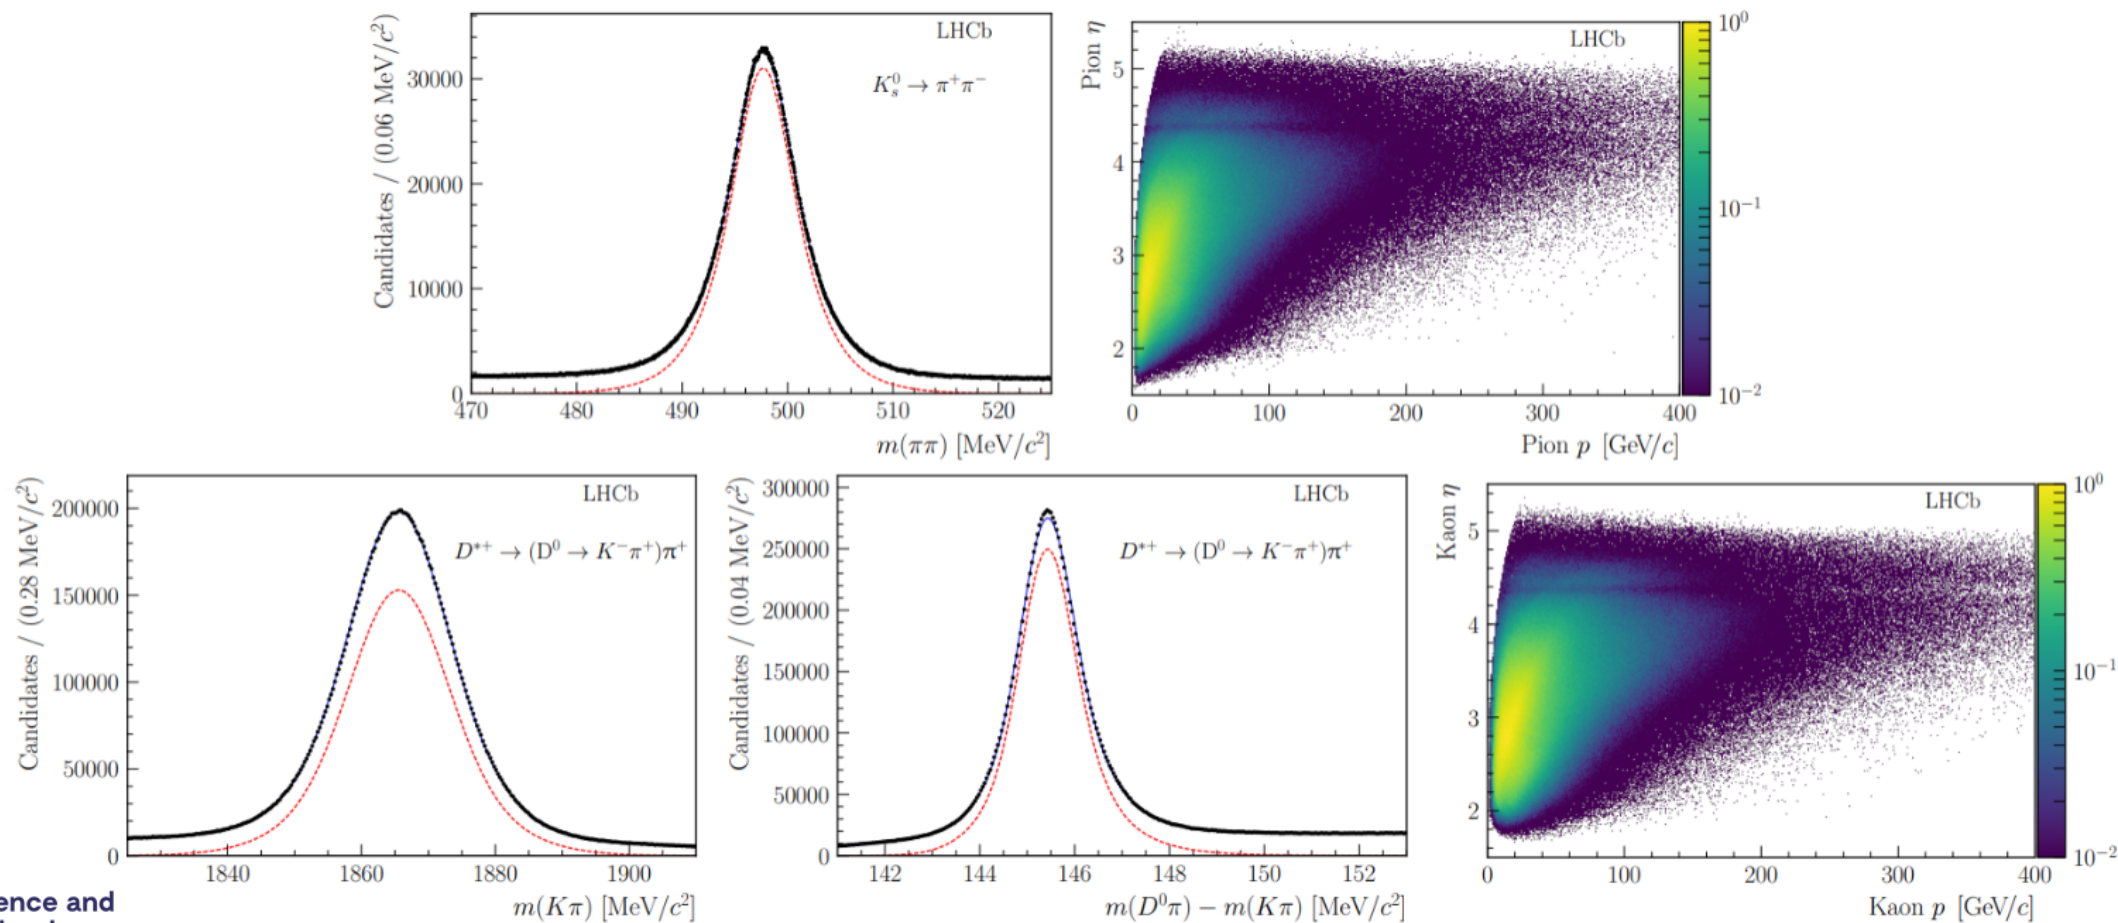 Candidates / (0.06 MeV/c²)
30000
20000
10000
0
LHCb
K_s^0 → π⁺π⁻
470 480 490 500 510 520
m(ππ) [MeV/c²]
Pion η
5
4
3
2
LHCb
0 100 200 300 400
Pion p [GeV/c]
10⁰
10⁻¹
10⁻²
Candidates / (0.28 MeV/c²)
200000
150000
100000
50000
0
LHCb
D*⁺ → (D⁰ → K⁻π⁺)π⁺
1840 1860 1880 1900
m(Kπ) [MeV/c²]
Candidates / (0.04 MeV/c²)
300000
250000
200000
150000
100000
50000
0
LHCb
D*⁺ → (D⁰ → K⁻π⁺)π⁺
142 144 146 148 150 152
m(D⁰π) − m(Kπ) [MeV/c²]
Kaon η
5
4
3
2
LHCb
0 100 200 300 400
Kaon p [GeV/c]
10⁰
10⁻¹
10⁻²
ence and